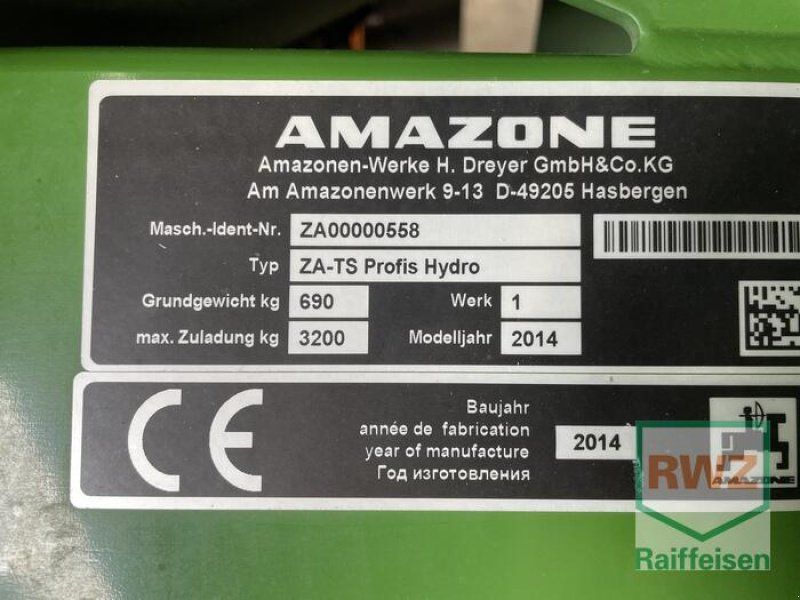 AMAZONE
Amazonen-Werke H. Dreyer GmbH&Co.KG
Am Amazonenwerk 9-13 D-49205 Hasbergen
Masch.-Ident-Nr. ZA00000558
Typ ZA-TS Profis Hydro
Grundgewicht kg 690 Werk 1
max. Zuladung kg 3200 Modelljahr 2014
CE
Baujahr
année de fabrication
year of manufacture
Год изготовления
2014
AMAZONE
RWZ
Raiffeisen